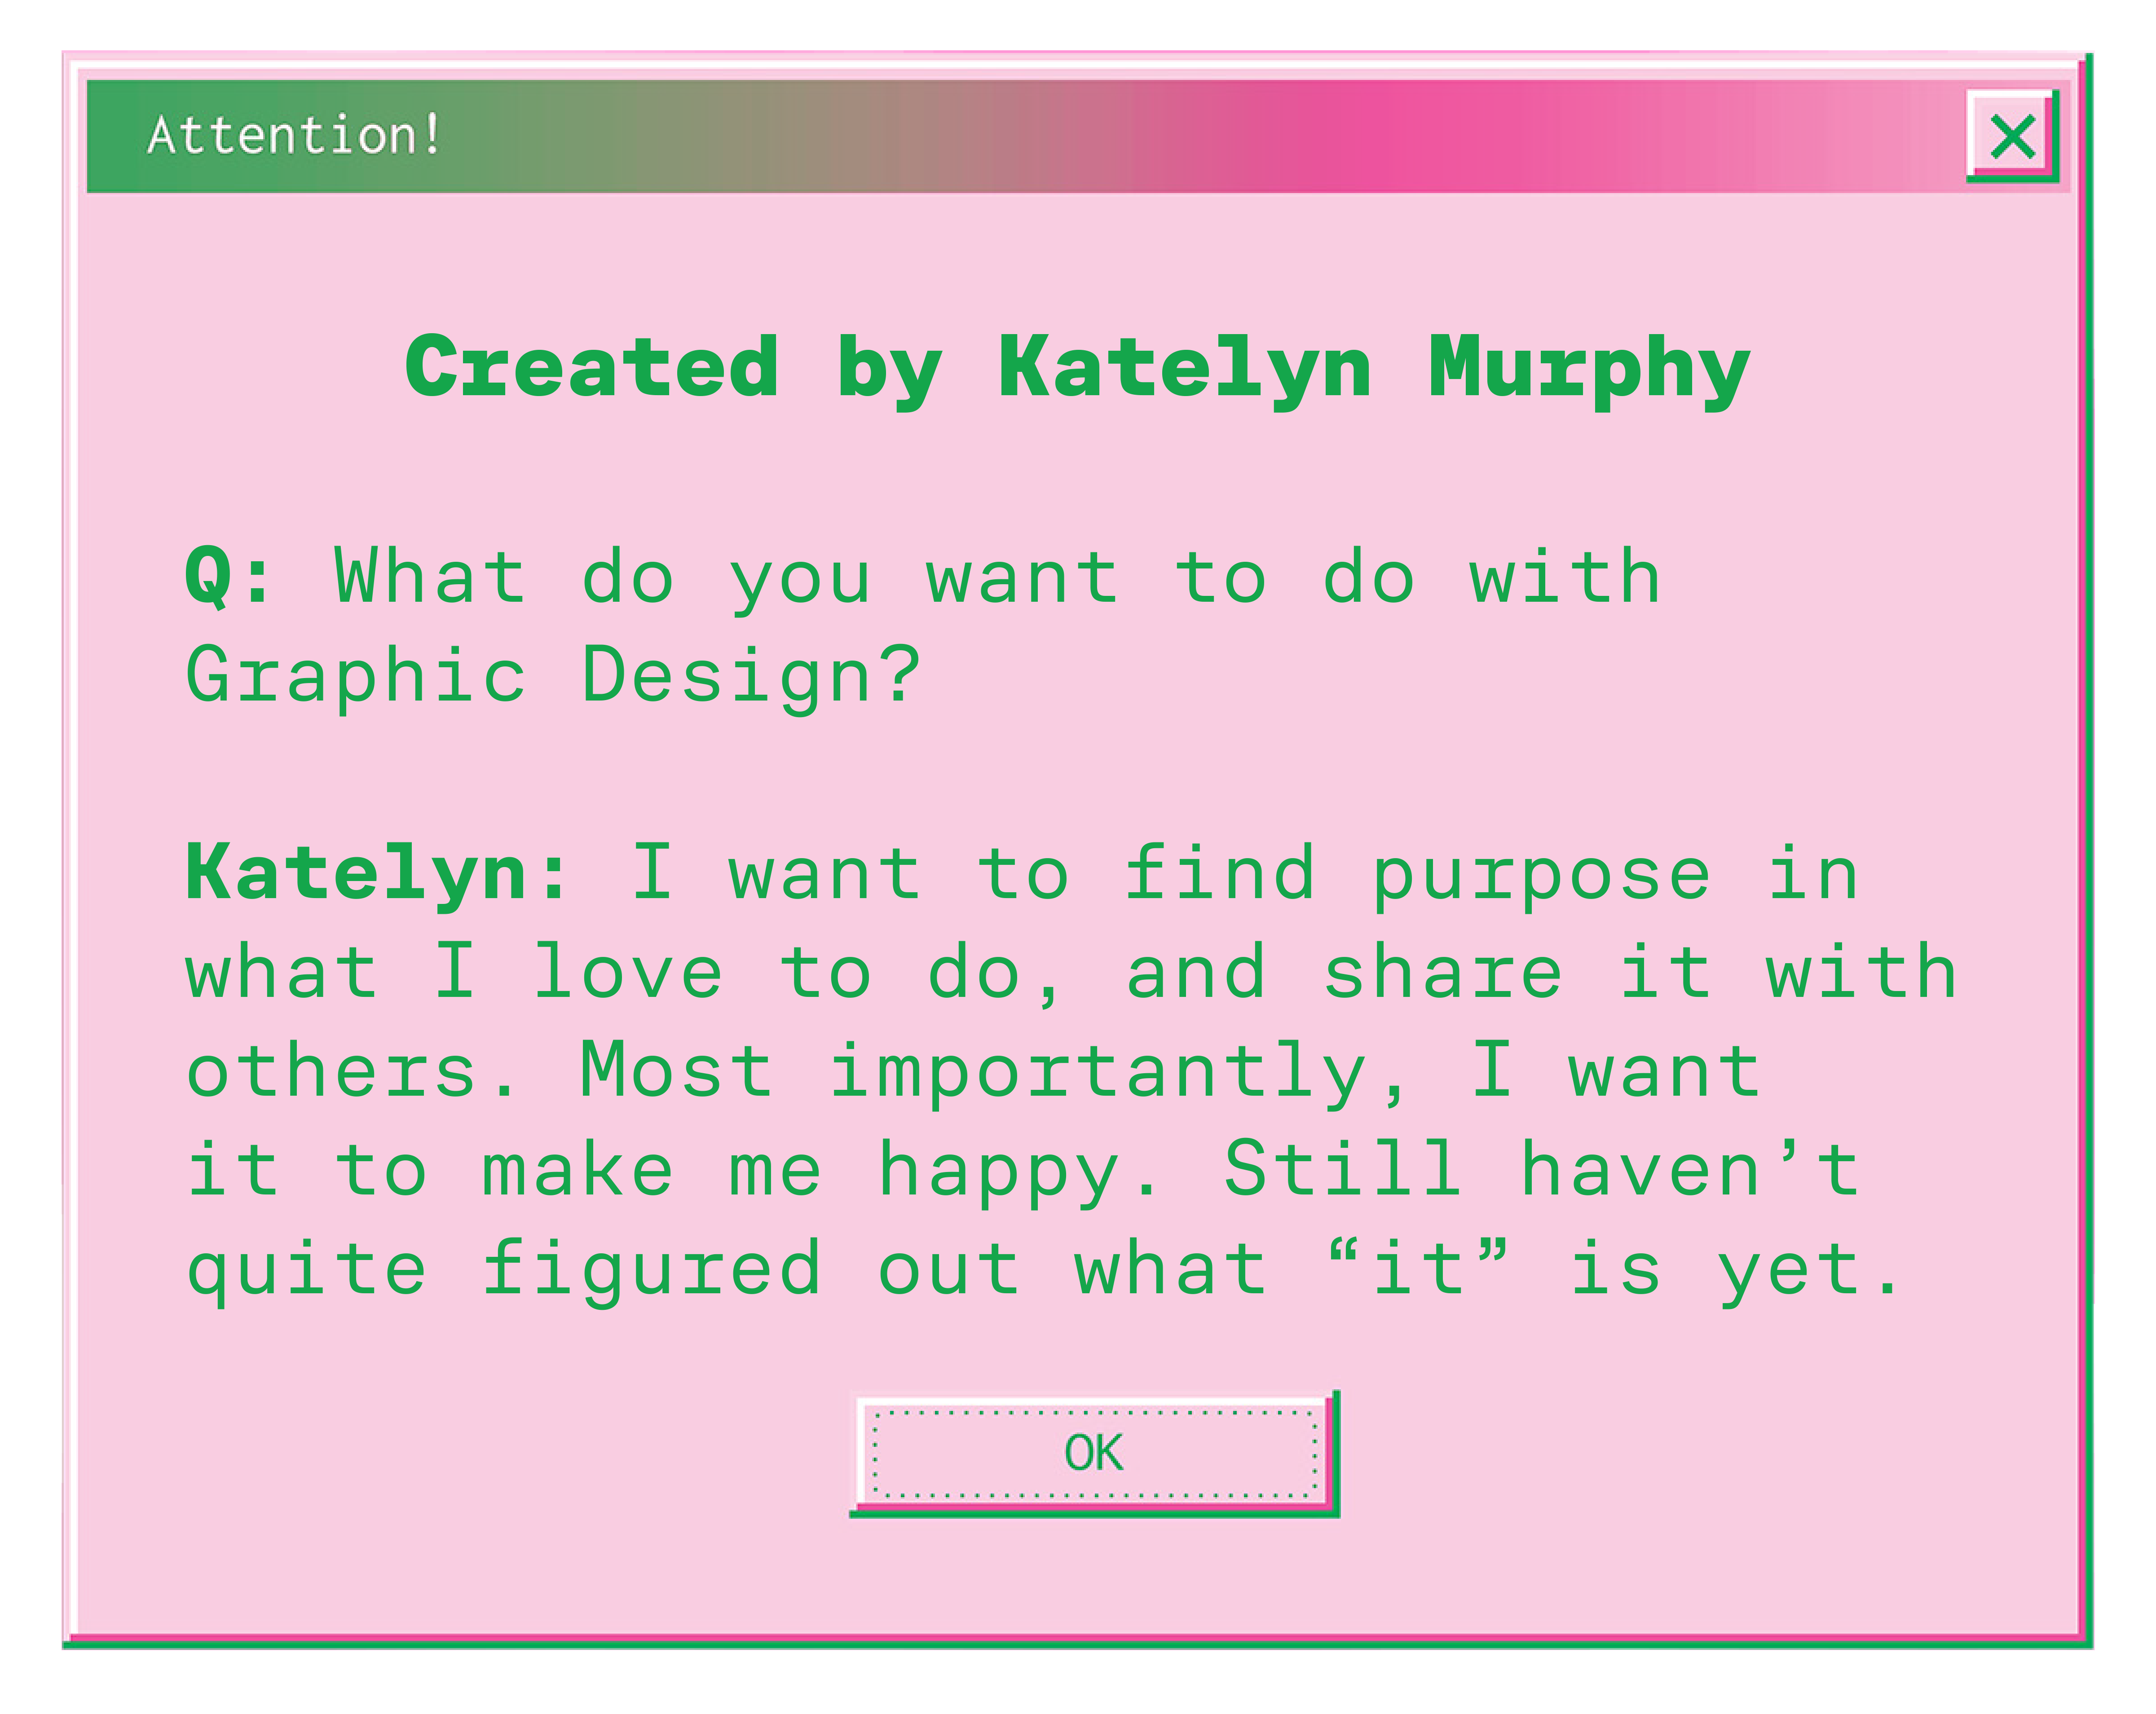 Attention!
Created by Katelyn Murphy
Q: What do you want to do with
Graphic Design?
Katelyn: I want to find purpose in
what I love to do, and share it with
others. Most importantly, I want
it to make me happy. Still haven’t
quite figured out what “it” is yet.
OK